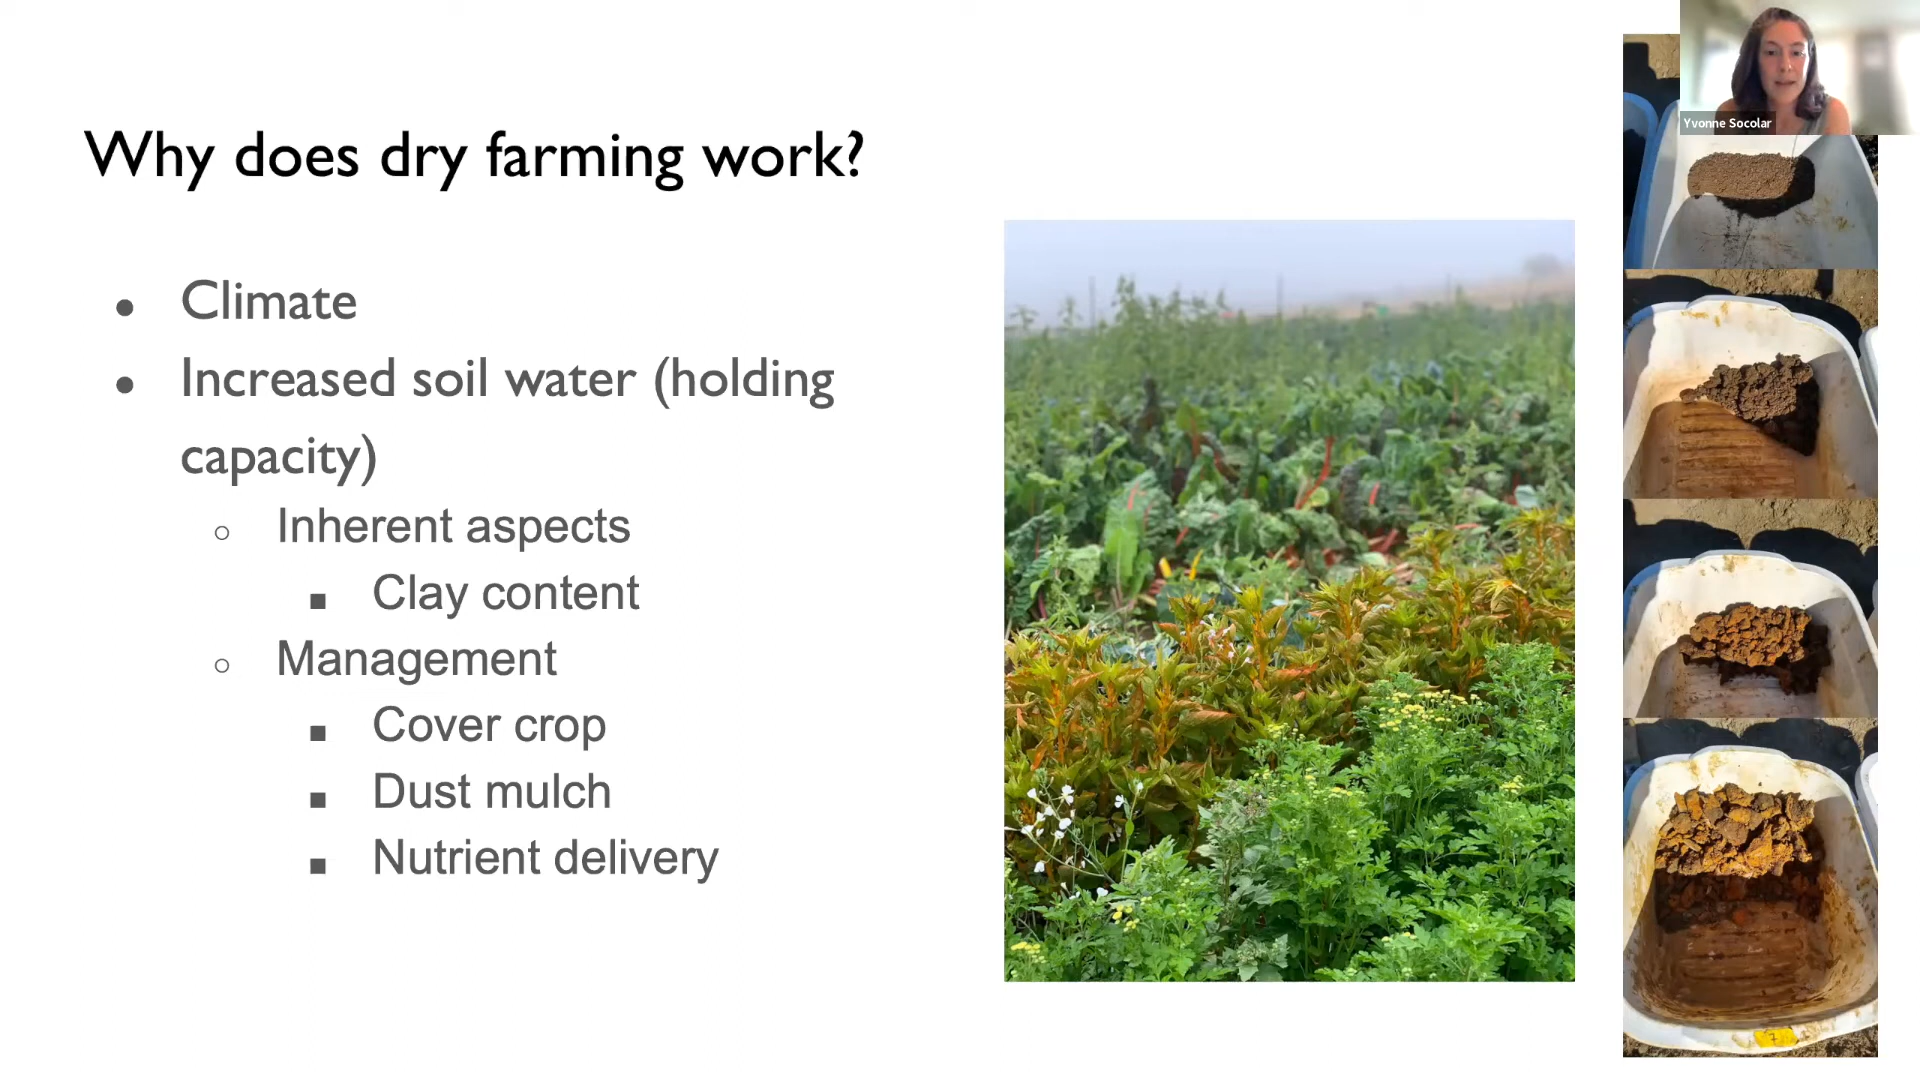 Yvonne Socolar
Why does dry farming work?
Climate
Increased soil water (holding
capacity)
Inherent aspects
Clay content
Management
Cover crop
Dust mulch
Nutrient delivery
7